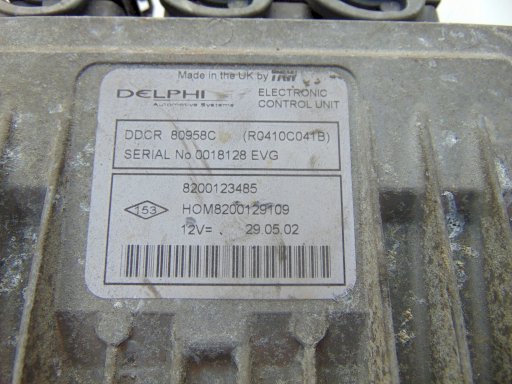 Made in the UK by TRW
DELPHI
Automotive Systems
ELECTRONIC
CONTROL UNIT
DDCR 80958C (R0410C041B)
SERIAL No 0018128 EVG
8200123485
153
HOM8200129109
12V= 29.05.02